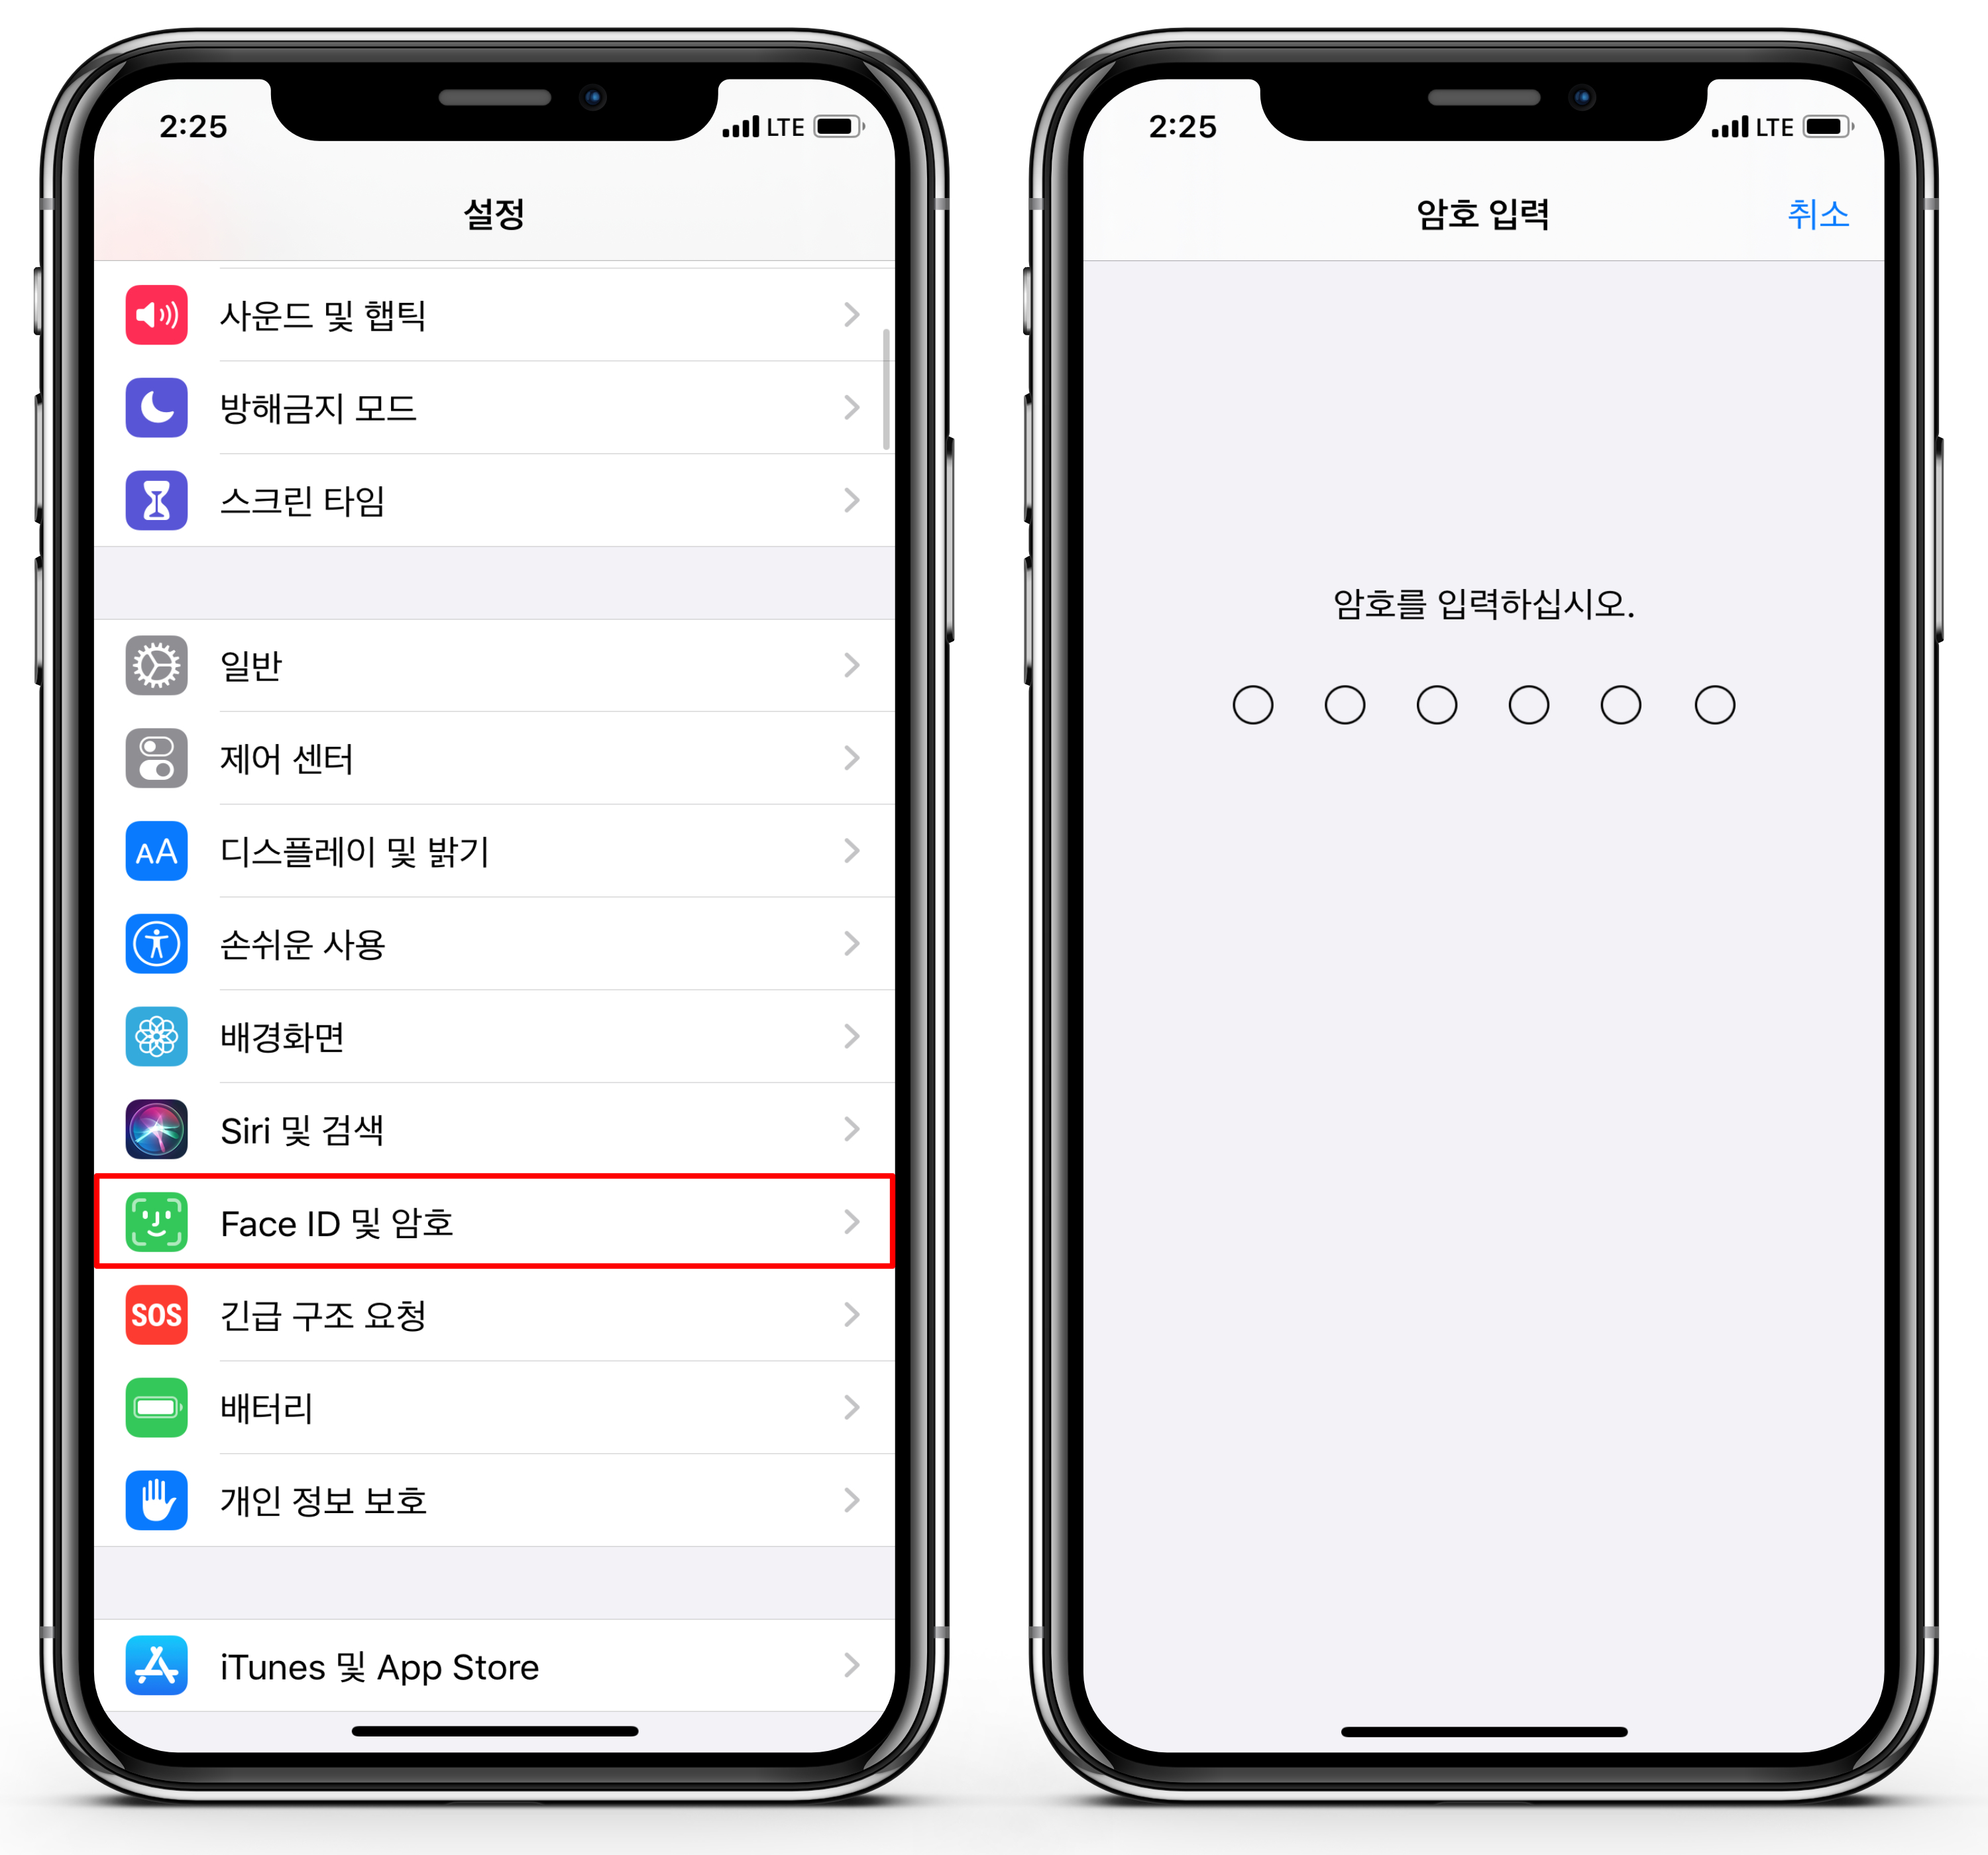 2:25
LTE
설정
사운드 및 햅틱
방해금지 모드
스크린 타임
일반
제어 센터
AA
디스플레이 및 밝기
손쉬운 사용
배경화면
Siri 및 검색
Face ID 및 암호
SOS
긴급 구조 요청
배터리
개인 정보 보호
iTunes 및 App Store
2:25
LTE
암호 입력
취소
암호를 입력하십시오.